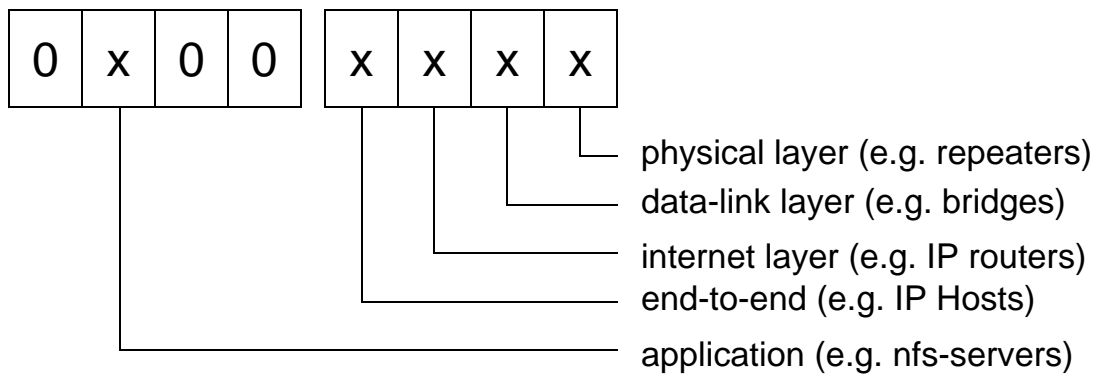 0 x 0 0 x x x x
physical layer (e.g. repeaters)
data-link layer (e.g. bridges)
internet layer (e.g. IP routers)
end-to-end (e.g. IP Hosts)
application (e.g. nfs-servers)